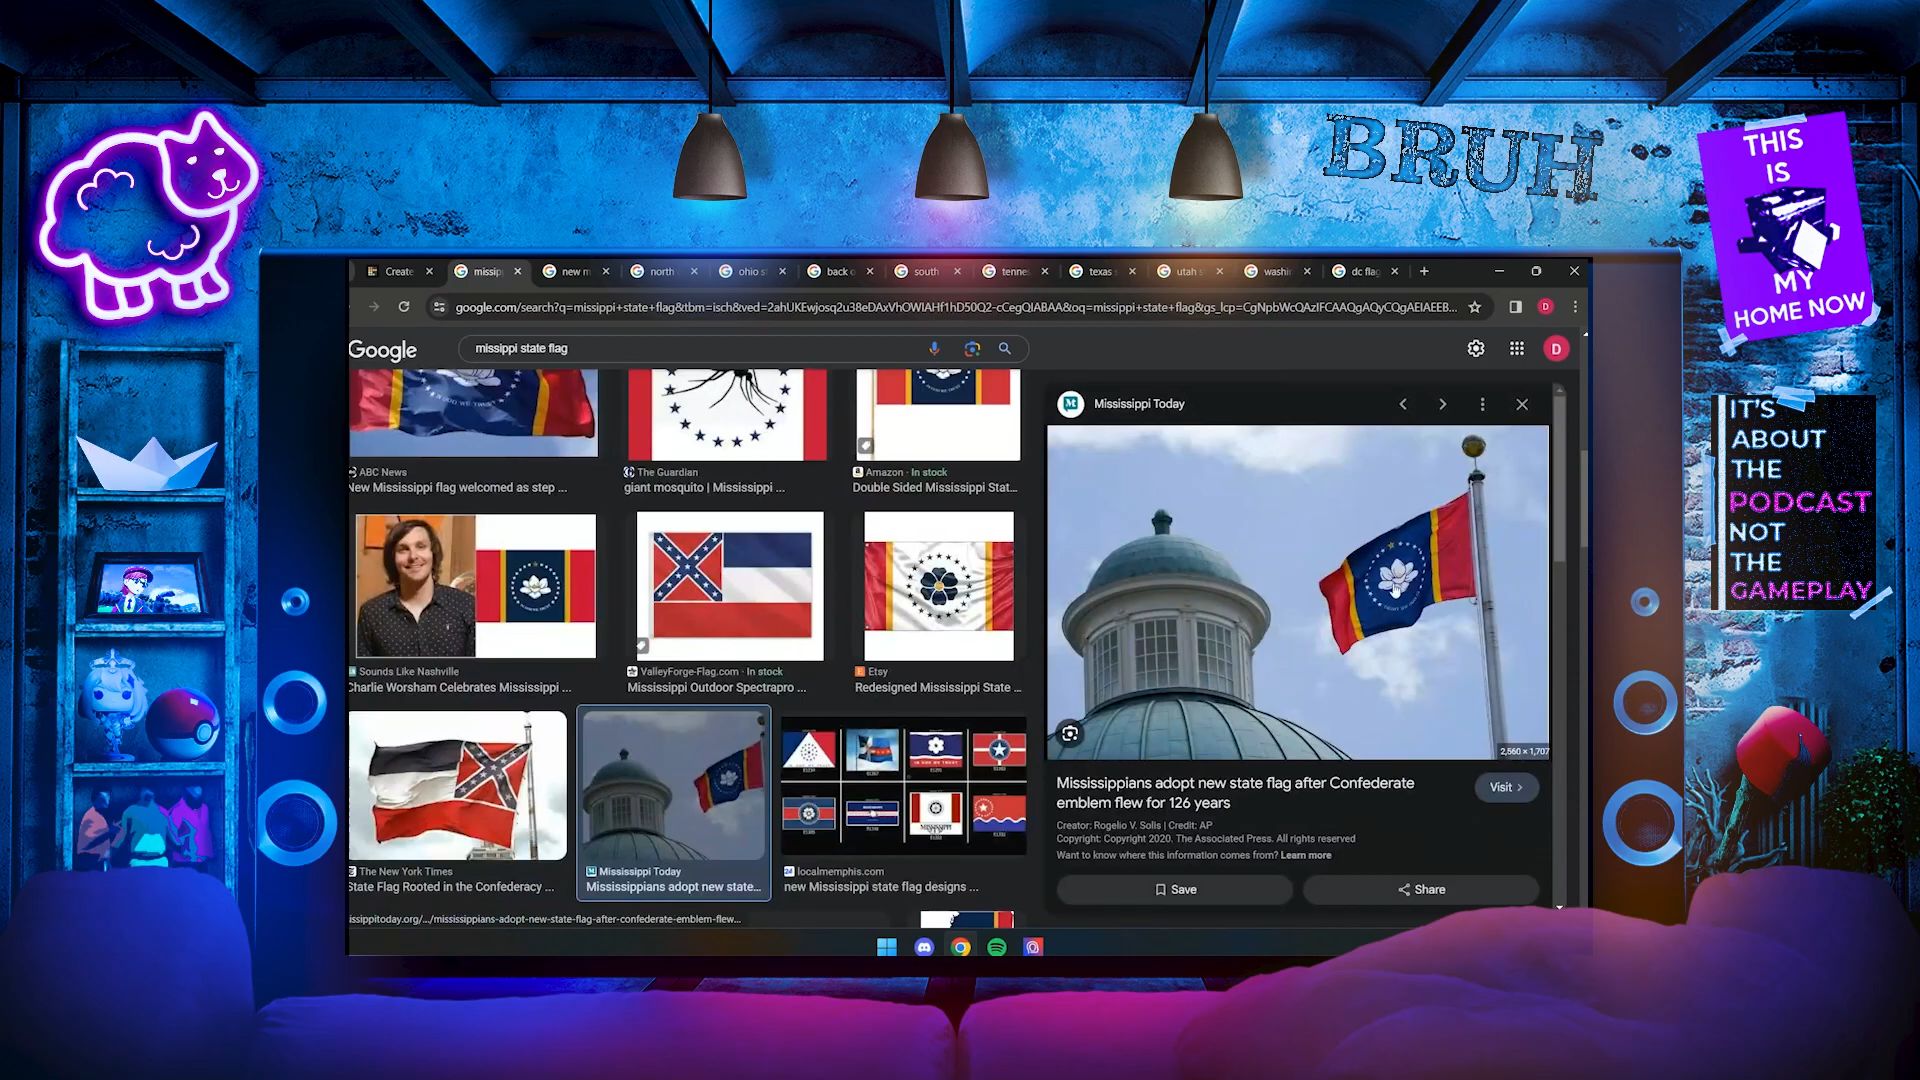 BRUH
THIS
IS
MY
HOME NOW
IT'S
ABOUT
THE
PODCAST
NOT
THE
GAMEPLAY
Create
missip
new m
north
ohio s
back o
south
tenne
texas s
utah s
washi
dc flag
google.com/search?q=missippi+state+flag&tbm=isch&ved=2ahUKEwjosq2u38eDAxVhOWIAHf1hD50Q2-cCegQIABAA&oq=missippi+state+flag&gs_lcp=CgNpbWcQAzIFCAAQgAQyCQgAEIAEEB...
D
Google
missippi state flag
D
ABC News
New Mississippi flag welcomed as step ...
The Guardian
giant mosquito | Mississippi ...
Amazon · In stock
Double Sided Mississippi Stat...
Sounds Like Nashville
Charlie Worsham Celebrates Mississippi ...
ValleyForge-Flag.com · In stock
Mississippi Outdoor Spectrapro ...
Etsy
Redesigned Mississippi State ...
The New York Times
State Flag Rooted in the Confederacy ...
Mississippi Today
Mississippians adopt new state...
localmemphis.com
new Mississippi state flag designs ...
issippitoday.org/.../mississippians-adopt-new-state-flag-after-confederate-emblem-flew...
Mississippi Today
2,560 × 1,707
Mississippians adopt new state flag after Confederate
emblem flew for 126 years
Visit
Creator: Rogelio V. Solis | Credit: AP
Copyright: Copyright 2020. The Associated Press. All rights reserved
Want to know where this information comes from? Learn more
Save
Share